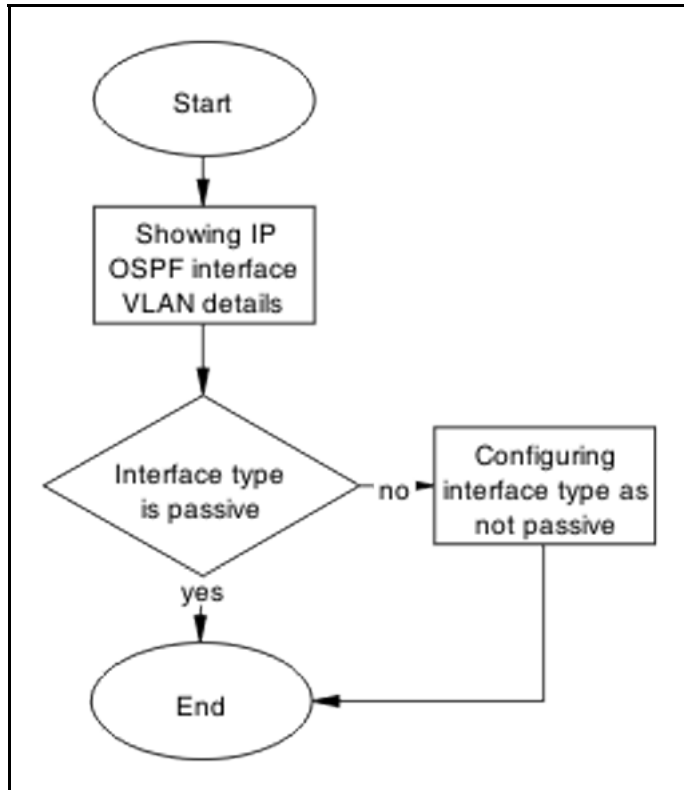 Start
Showing IP
OSPF interface
VLAN details
Interface type
is passive
no
Configuring
interface type as
not passive
yes
End